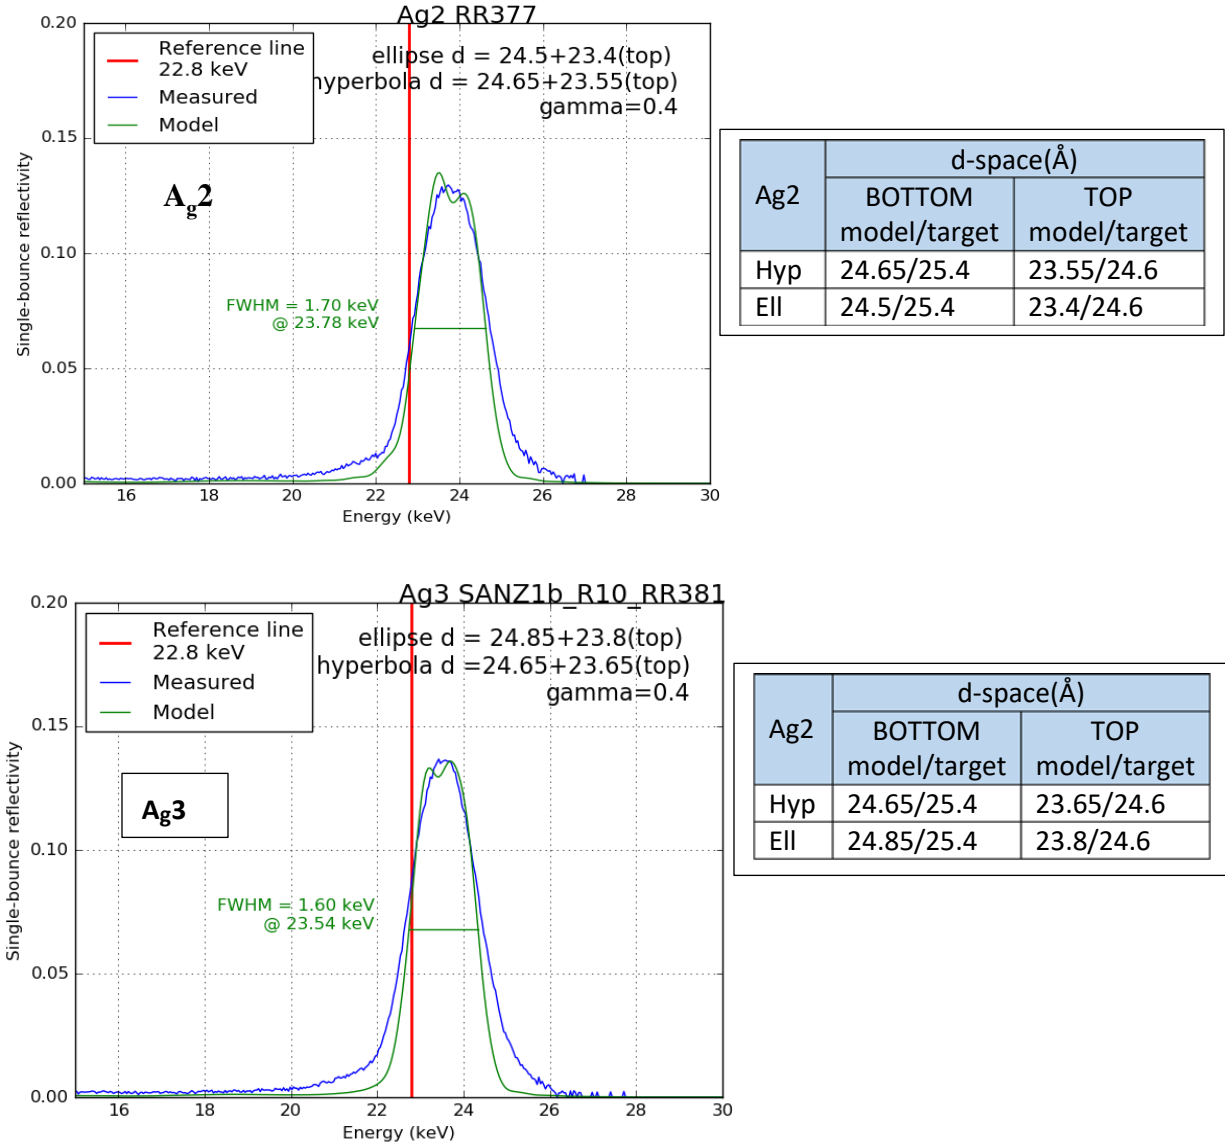 Ag2 RR377
0.20
0.15
0.10
0.05
0.00
Single-bounce reflectivity
Reference line
22.8 keV
Measured
Model
ellipse d = 24.5+23.4(top)
hyperbola d = 24.65+23.55(top)
gamma=0.4
Ag2
FWHM = 1.70 keV
@ 23.78 keV
16 18 20 22 24 26 28 30
Energy (keV)
Ag2
d-space(Å)
BOTTOM TOP
model/target model/target
Hyp 24.65/25.4 23.55/24.6
Ell 24.5/25.4 23.4/24.6
Ag3 SANZ1b_R10_RR381
0.20
0.15
0.10
0.05
0.00
Single-bounce reflectivity
Reference line
22.8 keV
Measured
Model
ellipse d = 24.85+23.8(top)
hyperbola d =24.65+23.65(top)
gamma=0.4
Ag3
FWHM = 1.60 keV
@ 23.54 keV
16 18 20 22 24 26 28 30
Energy (keV)
Ag2
d-space(Å)
BOTTOM TOP
model/target model/target
Hyp 24.65/25.4 23.65/24.6
Ell 24.85/25.4 23.8/24.6